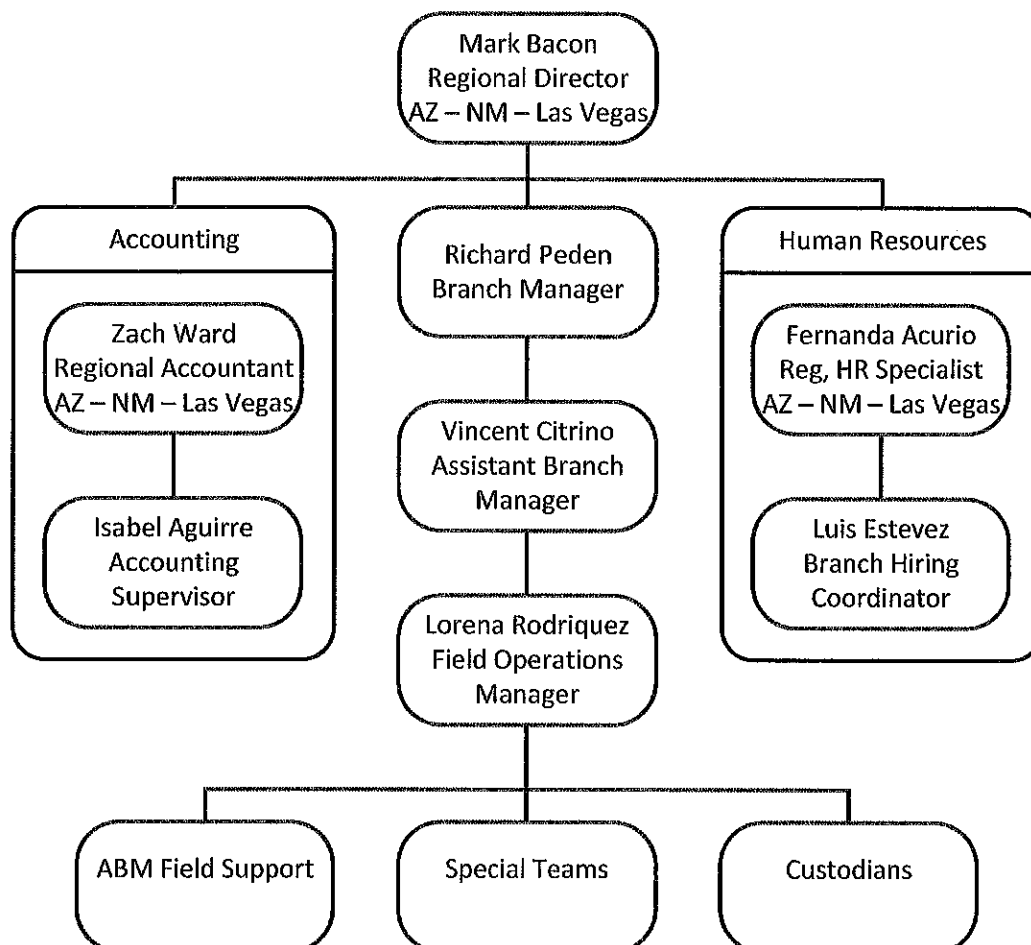 Mark Bacon
Regional Director
AZ – NM – Las Vegas
Accounting
Zach Ward
Regional Accountant
AZ – NM – Las Vegas
Isabel Aguirre
Accounting
Supervisor
Richard Peden
Branch Manager
Vincent Citrino
Assistant Branch
Manager
Lorena Rodriquez
Field Operations
Manager
Human Resources
Fernanda Acurio
Reg, HR Specialist
AZ – NM – Las Vegas
Luis Estevez
Branch Hiring
Coordinator
ABM Field Support
Special Teams
Custodians